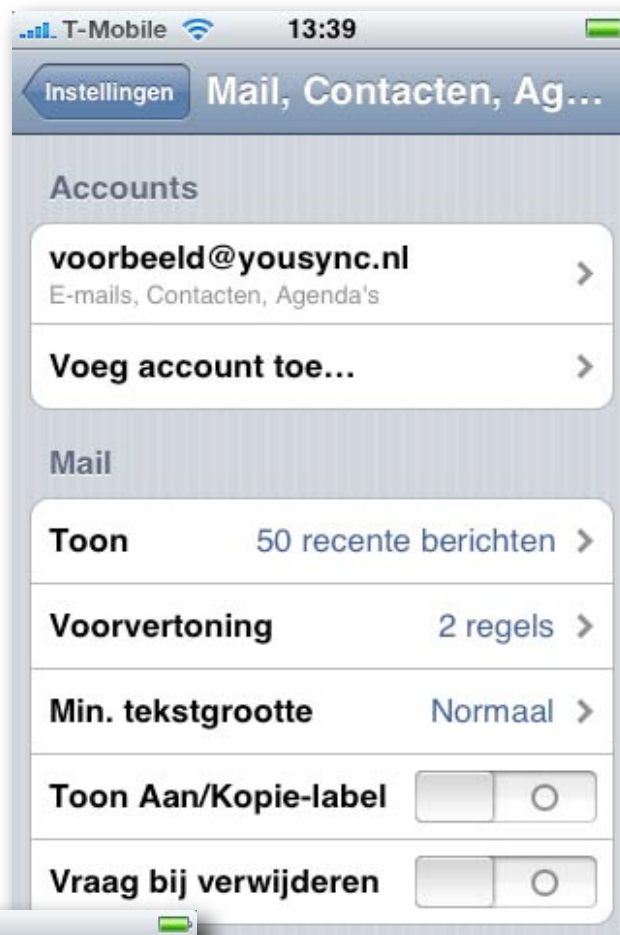 T-Mobile 13:39
Instellingen Mail, Contacten, Ag...
Accounts
voorbeeld@yousync.nl
E-mails, Contacten, Agenda's
Voeg account toe...
Mail
Toon 50 recente berichten
Voorvertoning 2 regels
Min. tekstgrootte Normaal
Toon Aan/Kopie-label
Vraag bij verwijderen